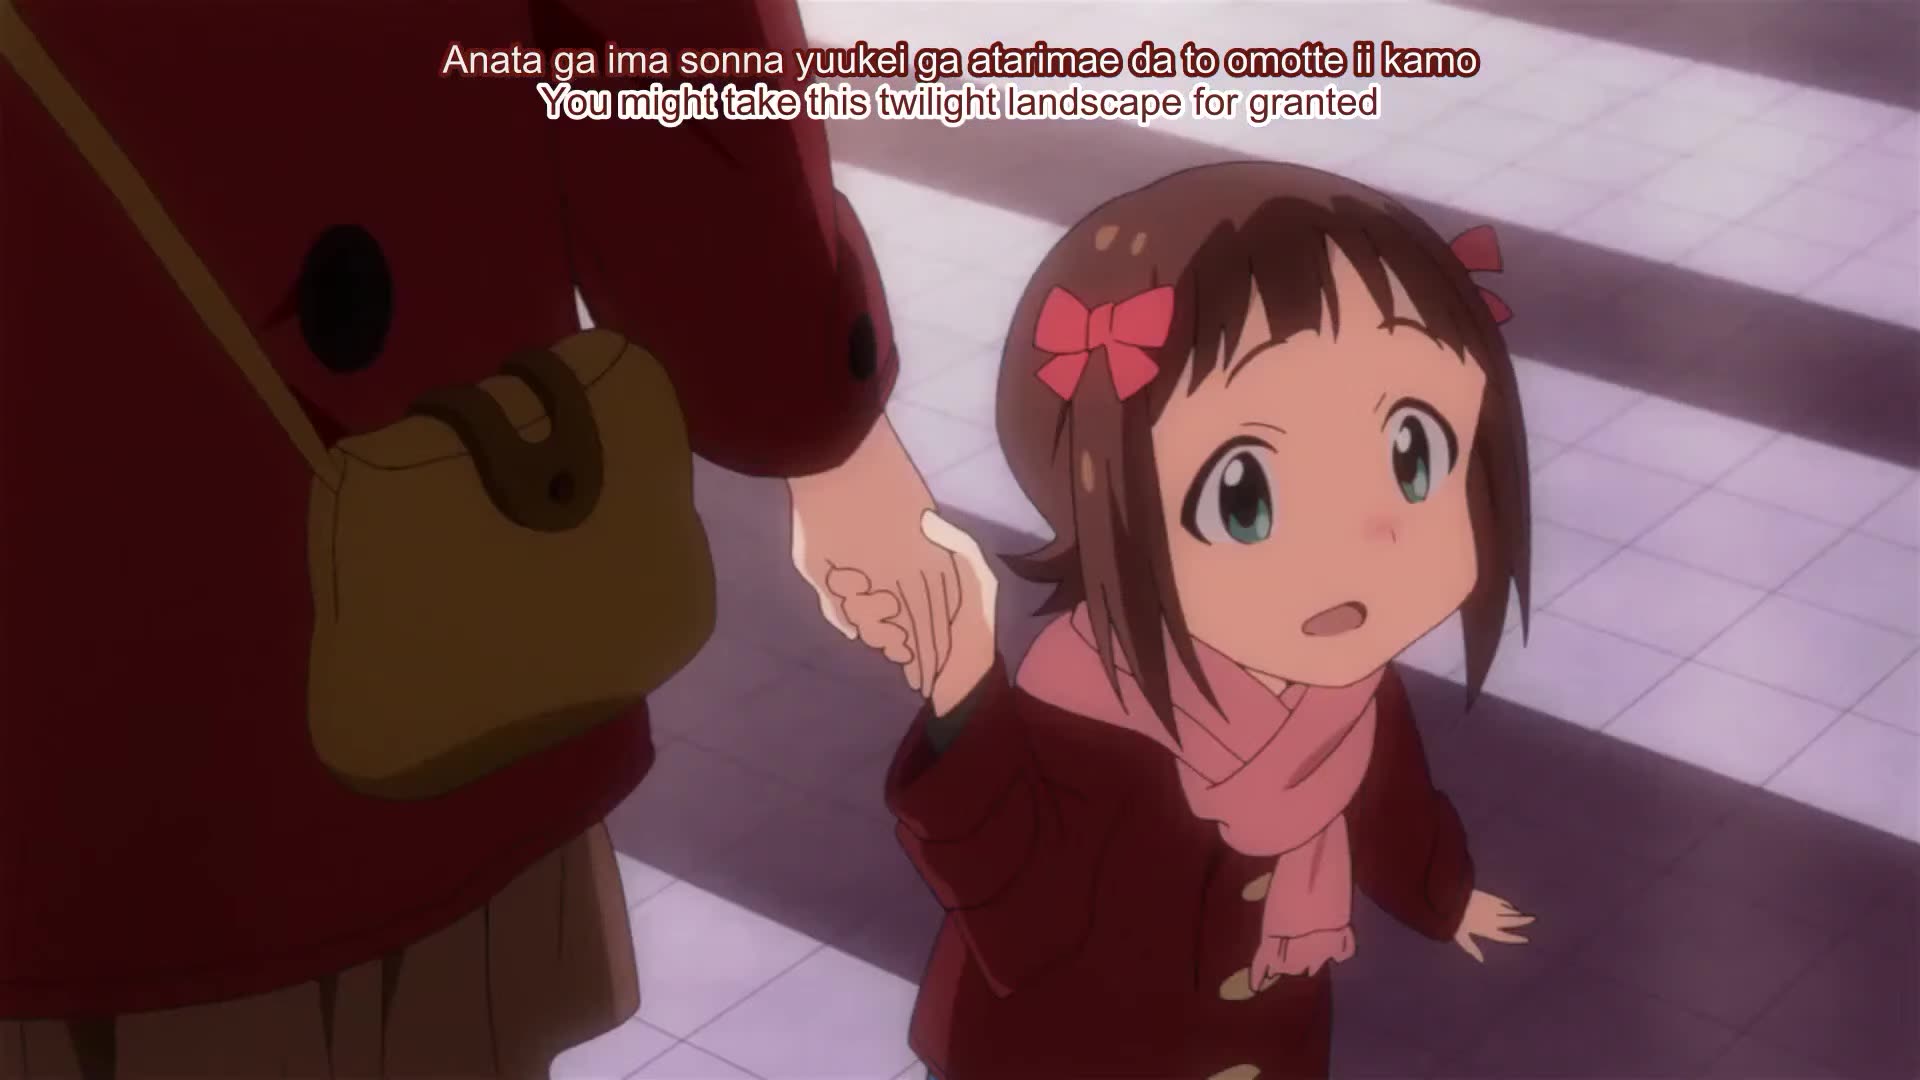 Anata ga ima sonna yuukei ga atarimae da to omotte ii kamo
You might take this twilight landscape for granted